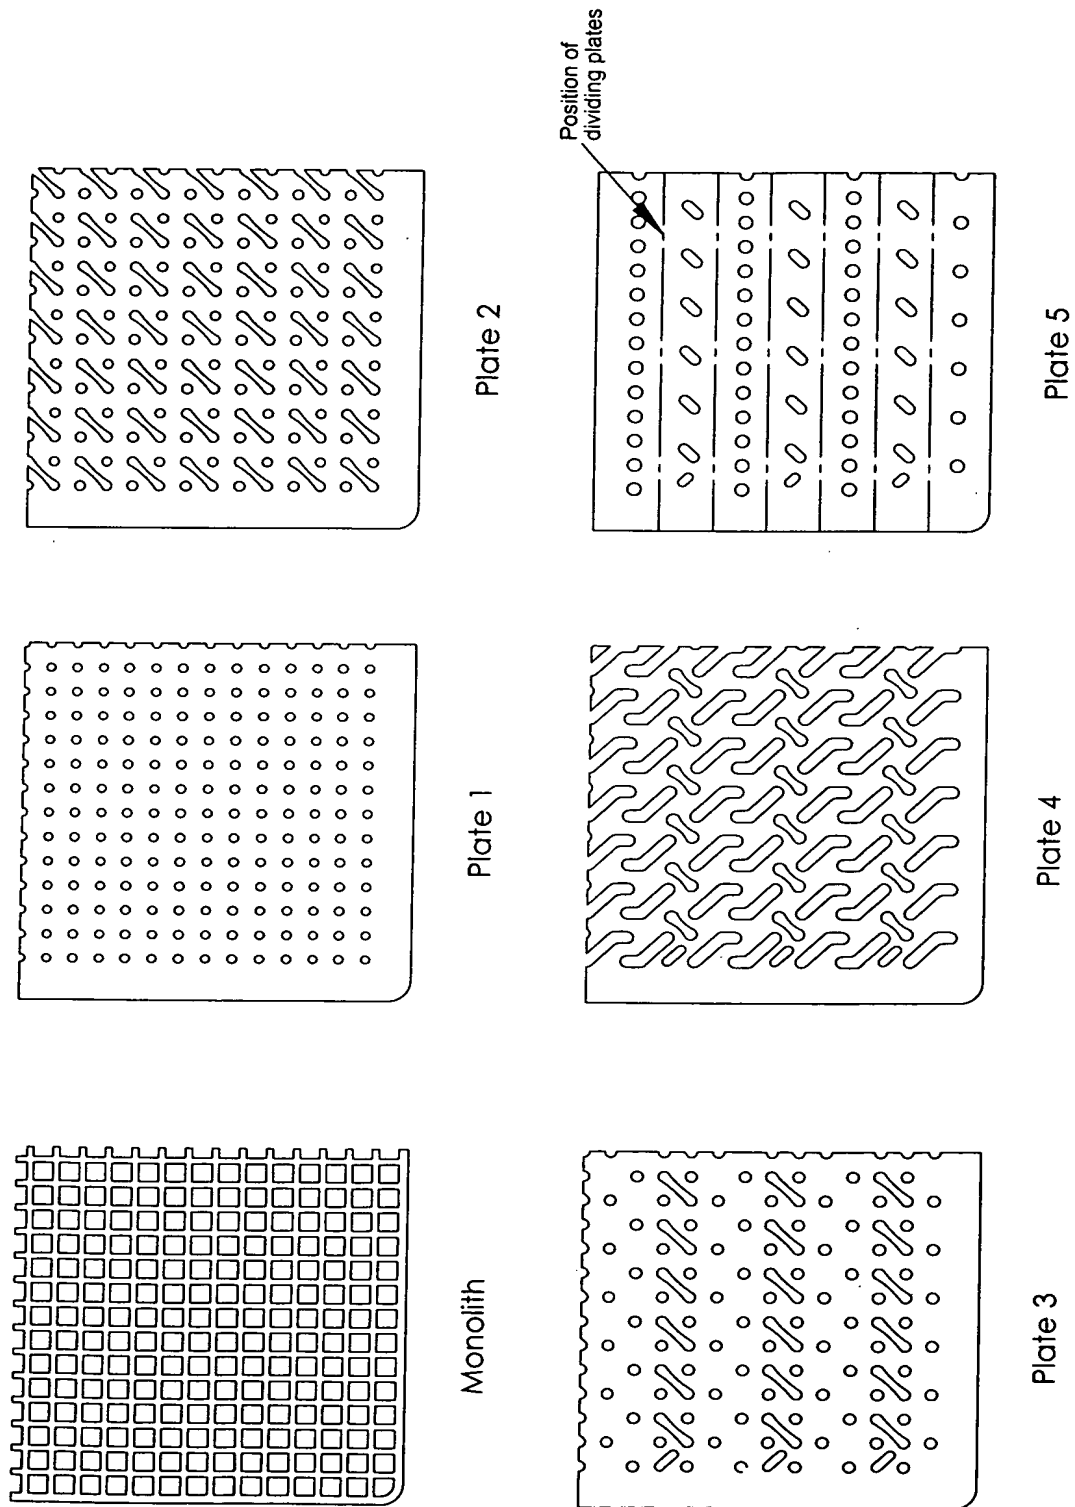 Monolith
Plate 1
Plate 2
Plate 3
Plate 4
Plate 5
Position of
dividing plates